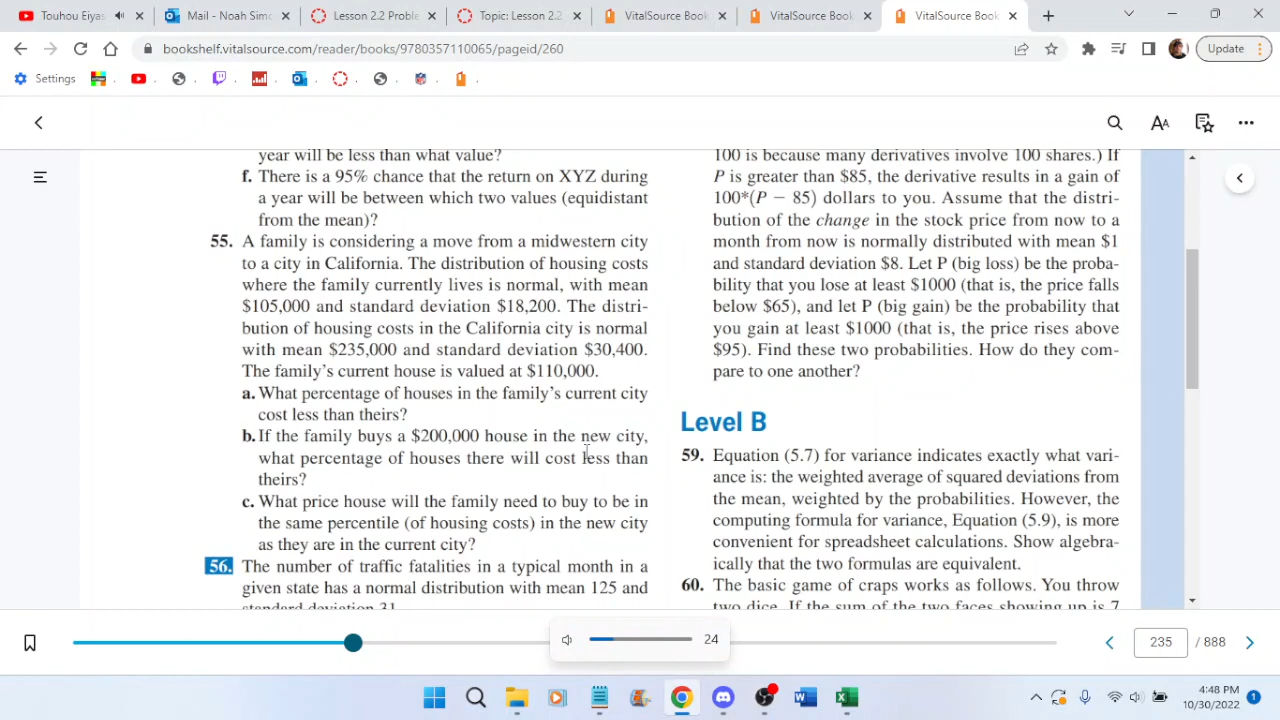 Touhou Eiyas
Mail - Noah Simo
Lesson 2.2 Proble
Topic: Lesson 2.2
VitalSource Book
VitalSource Book
VitalSource Book
bookshelf.vitalsource.com/reader/books/9780357110065/pageid/260
Update
Settings
year will be less than what value?
f. There is a 95% chance that the return on XYZ during
a year will be between which two values (equidistant
from the mean)?
55. A family is considering a move from a midwestern city
to a city in California. The distribution of housing costs
where the family currently lives is normal, with mean
$105,000 and standard deviation $18,200. The distri-
bution of housing costs in the California city is normal
with mean $235,000 and standard deviation $30,400.
The family's current house is valued at $110,000.
a. What percentage of houses in the family's current city
cost less than theirs?
b. If the family buys a $200,000 house in the new city,
what percentage of houses there will cost less than
theirs?
c. What price house will the family need to buy to be in
the same percentile (of housing costs) in the new city
as they are in the current city?
56. The number of traffic fatalities in a typical month in a
given state has a normal distribution with mean 125 and
standard deviation 31.
100 is because many derivatives involve 100 shares.) If
P is greater than $85, the derivative results in a gain of
100*(P − 85) dollars to you. Assume that the distri-
bution of the change in the stock price from now to a
month from now is normally distributed with mean $1
and standard deviation $8. Let P (big loss) be the proba-
bility that you lose at least $1000 (that is, the price falls
below $65), and let P (big gain) be the probability that
you gain at least $1000 (that is, the price rises above
$95). Find these two probabilities. How do they com-
pare to one another?
Level B
59. Equation (5.7) for variance indicates exactly what vari-
ance is: the weighted average of squared deviations from
the mean, weighted by the probabilities. However, the
computing formula for variance, Equation (5.9), is more
convenient for spreadsheet calculations. Show algebra-
ically that the two formulas are equivalent.
60. The basic game of craps works as follows. You throw
two dice. If the sum of the two faces showing up is 7
24
235 / 888
4:48 PM
10/30/2022
1